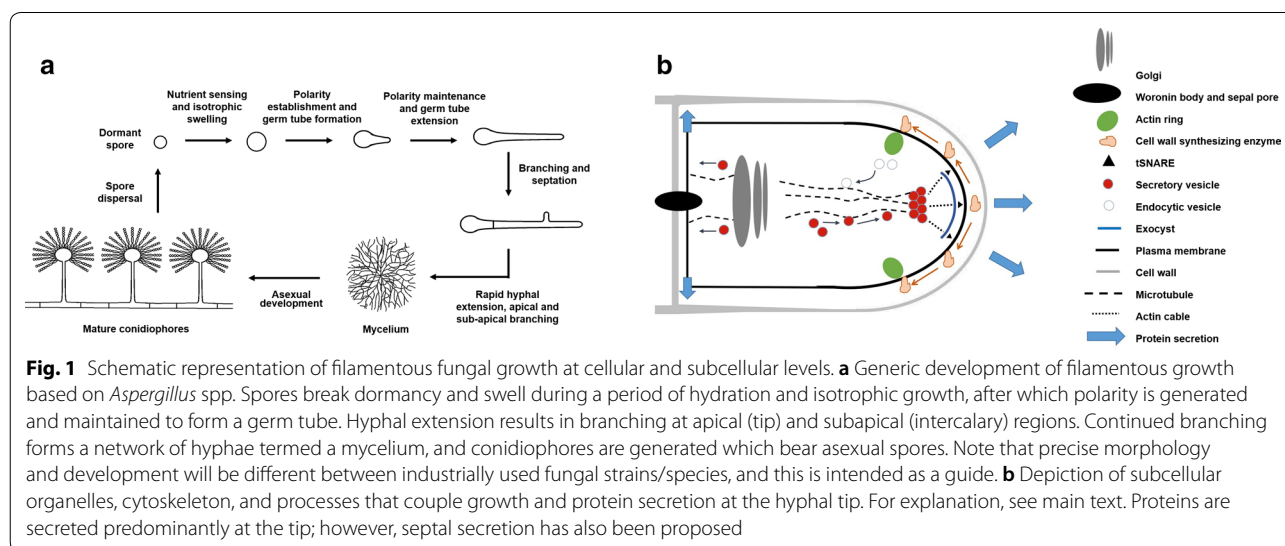 a
Nutrient sensing
and isotrophic
swelling
Polarity
establishment and
germ tube formation
Polarity maintenance
and germ tube
extension
Dormant
spore
Branching and
septation
Spore
dispersal
Rapid hyphal
extension, apical and
sub-apical branching
Asexual
development
Mature conidiophores
Mycelium
b
Golgi
Woronin body and sepal pore
Actin ring
Cell wall synthesizing enzyme
tSNARE
Secretory vesicle
Endocytic vesicle
Exocyst
Plasma membrane
Cell wall
Microtubule
Actin cable
Protein secretion
Fig. 1 Schematic representation of filamentous fungal growth at cellular and subcellular levels. a Generic development of filamentous growth
based on Aspergillus spp. Spores break dormancy and swell during a period of hydration and isotrophic growth, after which polarity is generated
and maintained to form a germ tube. Hyphal extension results in branching at apical (tip) and subapical (intercalary) regions. Continued branching
forms a network of hyphae termed a mycelium, and conidiophores are generated which bear asexual spores. Note that precise morphology
and development will be different between industrially used fungal strains/species, and this is intended as a guide. b Depiction of subcellular
organelles, cytoskeleton, and processes that couple growth and protein secretion at the hyphal tip. For explanation, see main text. Proteins are
secreted predominantly at the tip; however, septal secretion has also been proposed